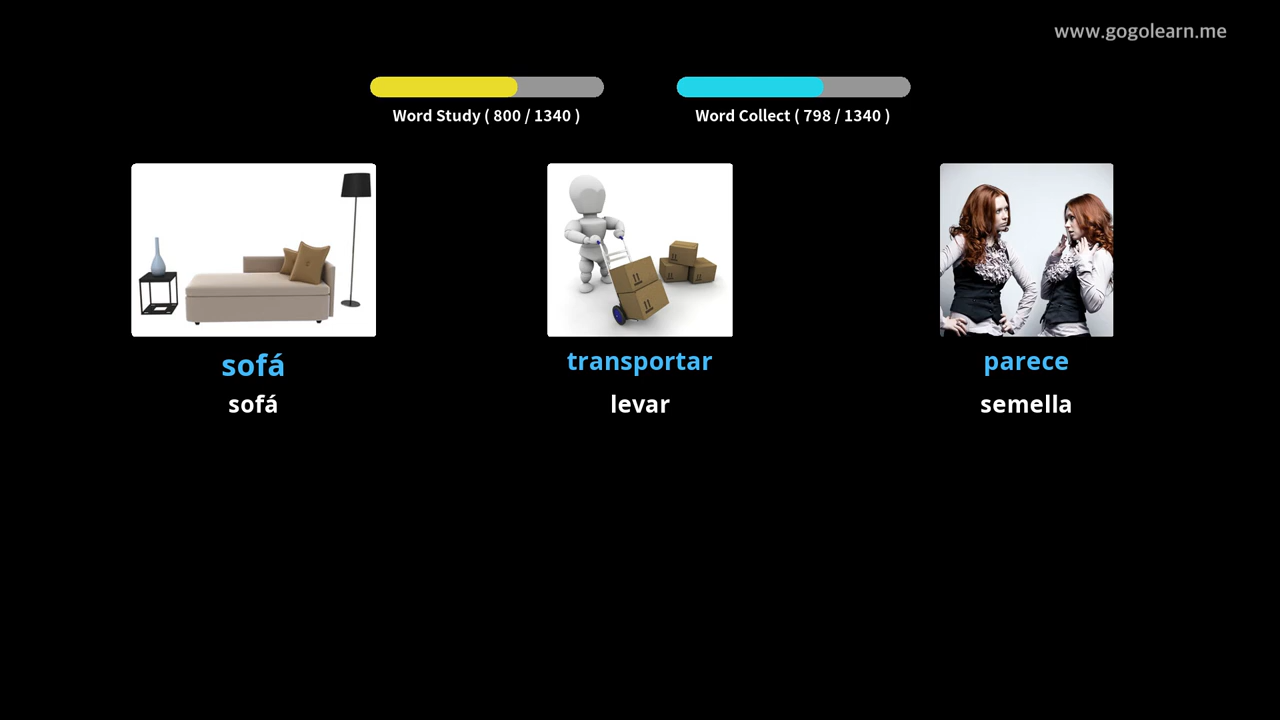 www.gogolearn.me
Word Study ( 800 / 1340 )
Word Collect ( 798 / 1340 )
sofá
sofá
transportar
levar
parece
semella